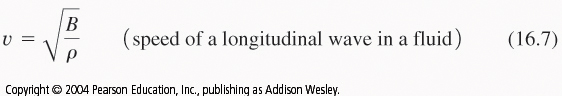 v = √(B/ρ) (speed of a longitudinal wave in a fluid) (16.7)
Copyright © 2004 Pearson Education, Inc., publishing as Addison Wesley.